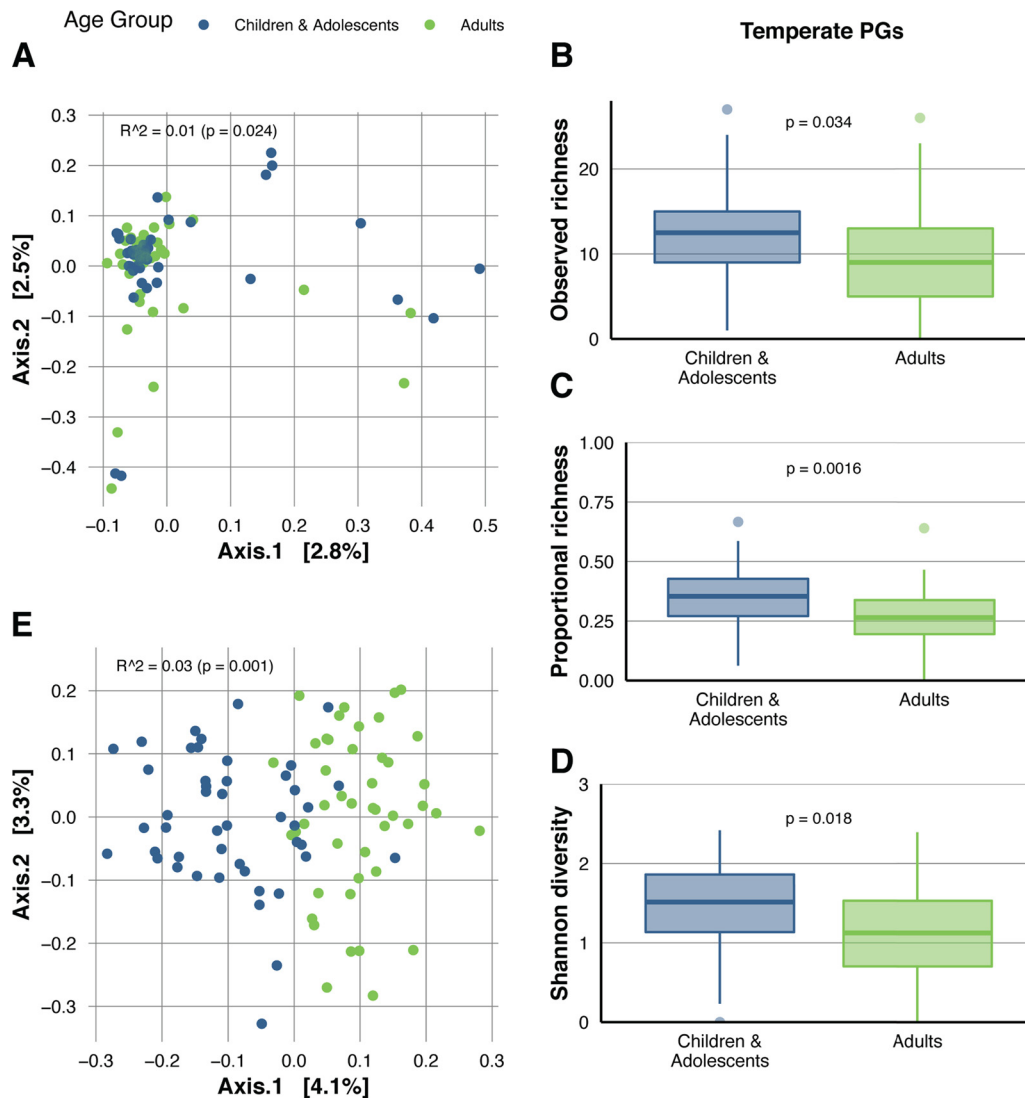 Age Group Children & Adolescents Adults
A
R^2 = 0.01 (p = 0.024)
0.3
0.2
0.1
0.0
−0.1
−0.2
−0.3
−0.4
Axis.2 [2.5%]
−0.1 0.0 0.1 0.2 0.3 0.4 0.5
Axis.1 [2.8%]
Temperate PGs
B
p = 0.034
20
10
0
Observed richness
Children & Adults
Adolescents
C
p = 0.0016
1.00
0.75
0.50
0.25
0.00
Proportional richness
Children & Adults
Adolescents
E
R^2 = 0.03 (p = 0.001)
0.2
0.1
0.0
−0.1
−0.2
−0.3
Axis.2 [3.3%]
−0.3 −0.2 −0.1 0.0 0.1 0.2 0.3
Axis.1 [4.1%]
D
p = 0.018
3
2
1
0
Shannon diversity
Children & Adults
Adolescents